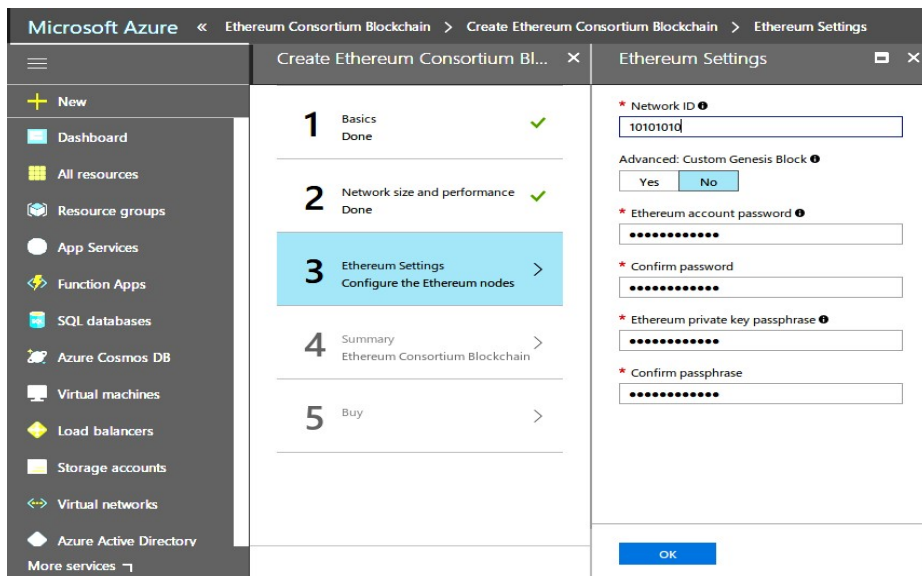 Microsoft Azure « Ethereum Consortium Blockchain > Create Ethereum Consortium Blockchain > Ethereum Settings
Create Ethereum Consortium Bl... ×
Ethereum Settings ×
New
Dashboard
All resources
Resource groups
App Services
Function Apps
SQL databases
Azure Cosmos DB
Virtual machines
Load balancers
Storage accounts
Virtual networks
Azure Active Directory
More services
1
Basics
Done
2
Network size and performance
Done
3
Ethereum Settings
Configure the Ethereum nodes
4
Summary
Ethereum Consortium Blockchain
5
Buy
* Network ID
10101010
Advanced: Custom Genesis Block
Yes No
* Ethereum account password
••••••••••••
* Confirm password
••••••••••••
* Ethereum private key passphrase
••••••••••••
* Confirm passphrase
••••••••••••
OK